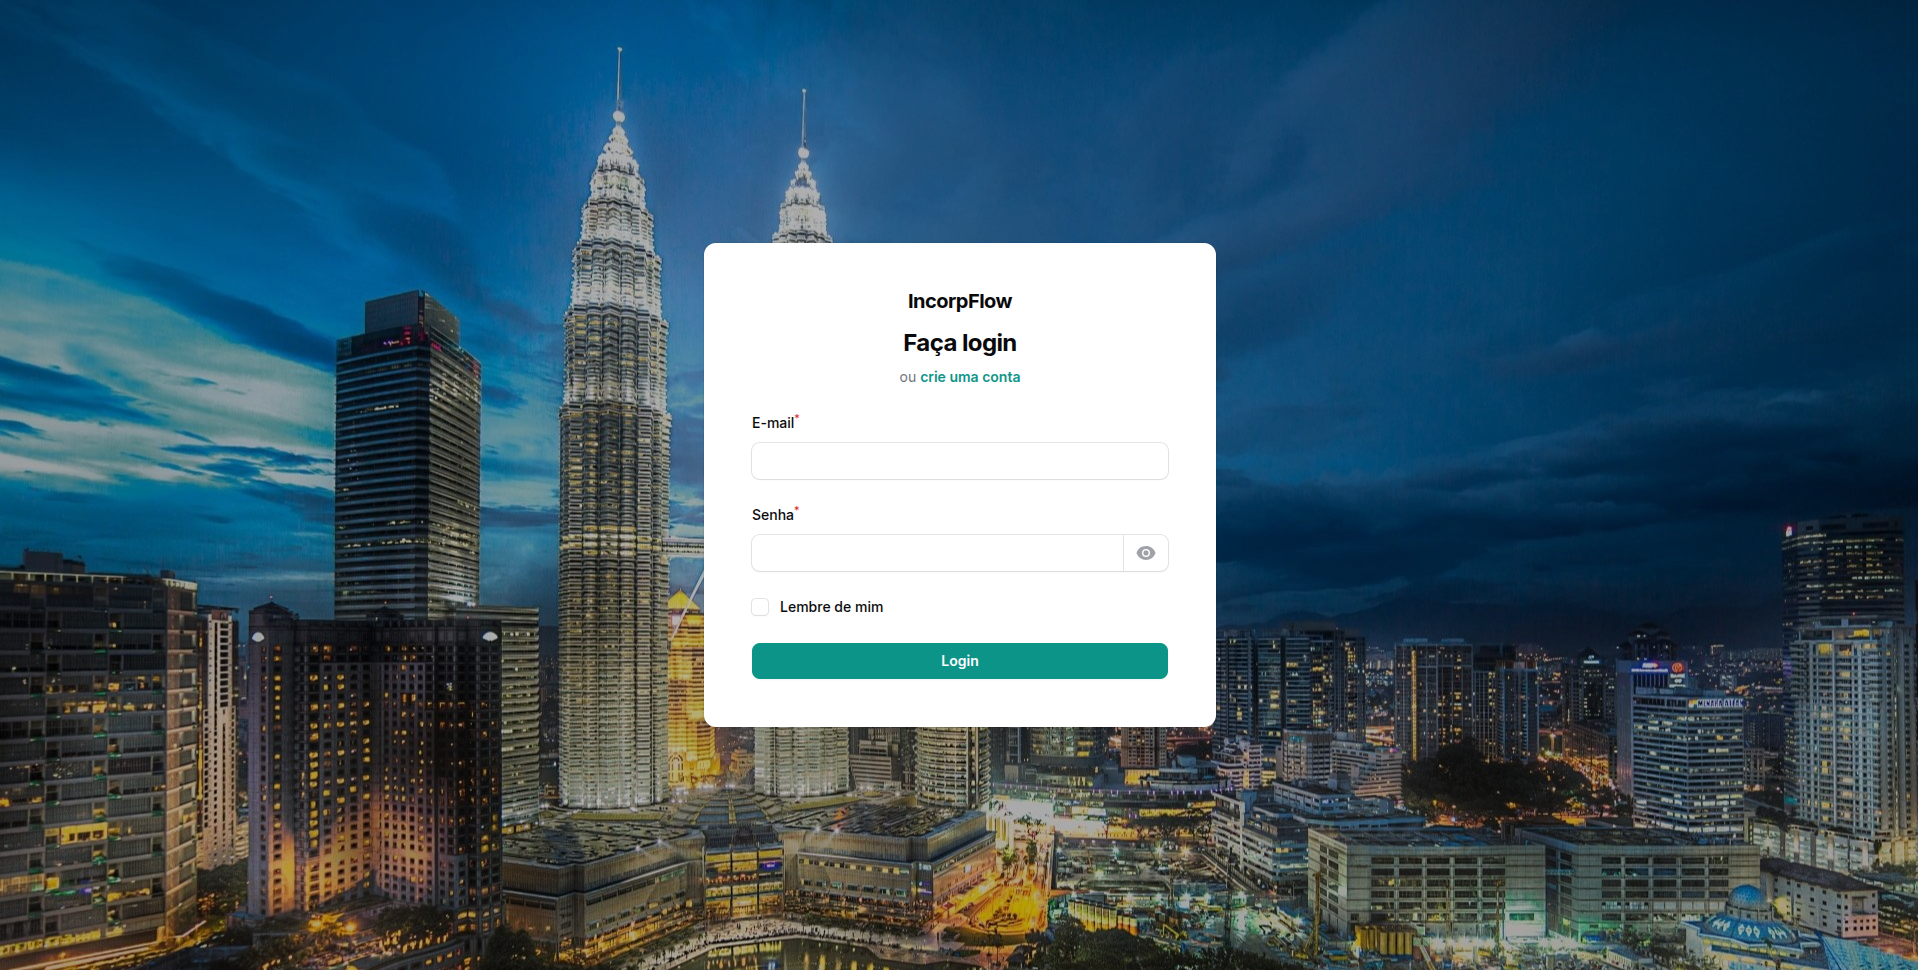 IncorpFlow
Faça login
ou crie uma conta
E-mail*
Senha*
Lembre de mim
Login